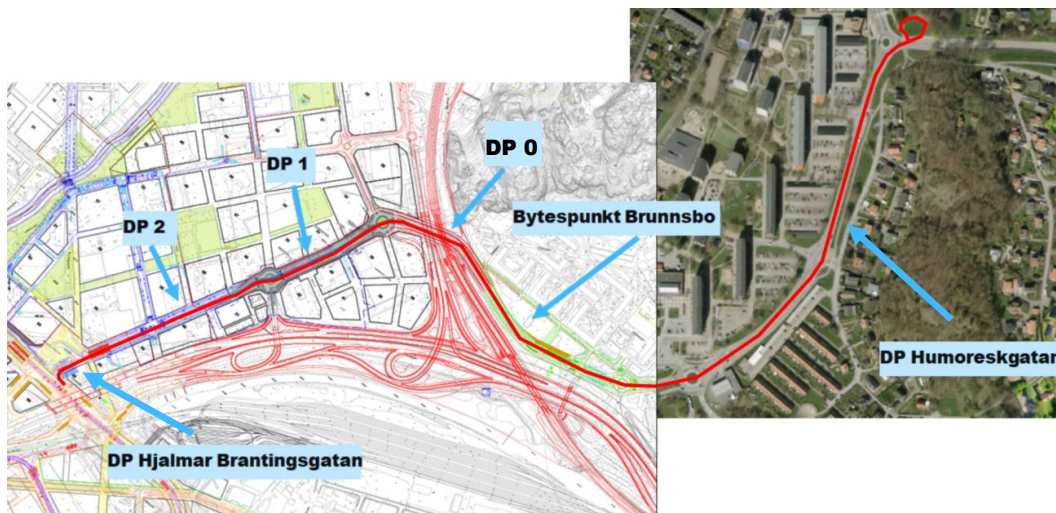 DP 0
DP 1
Bytespunkt Brunnsbo
DP 2
DP Humoreskgatan
DP Hjalmar Brantingsgatan